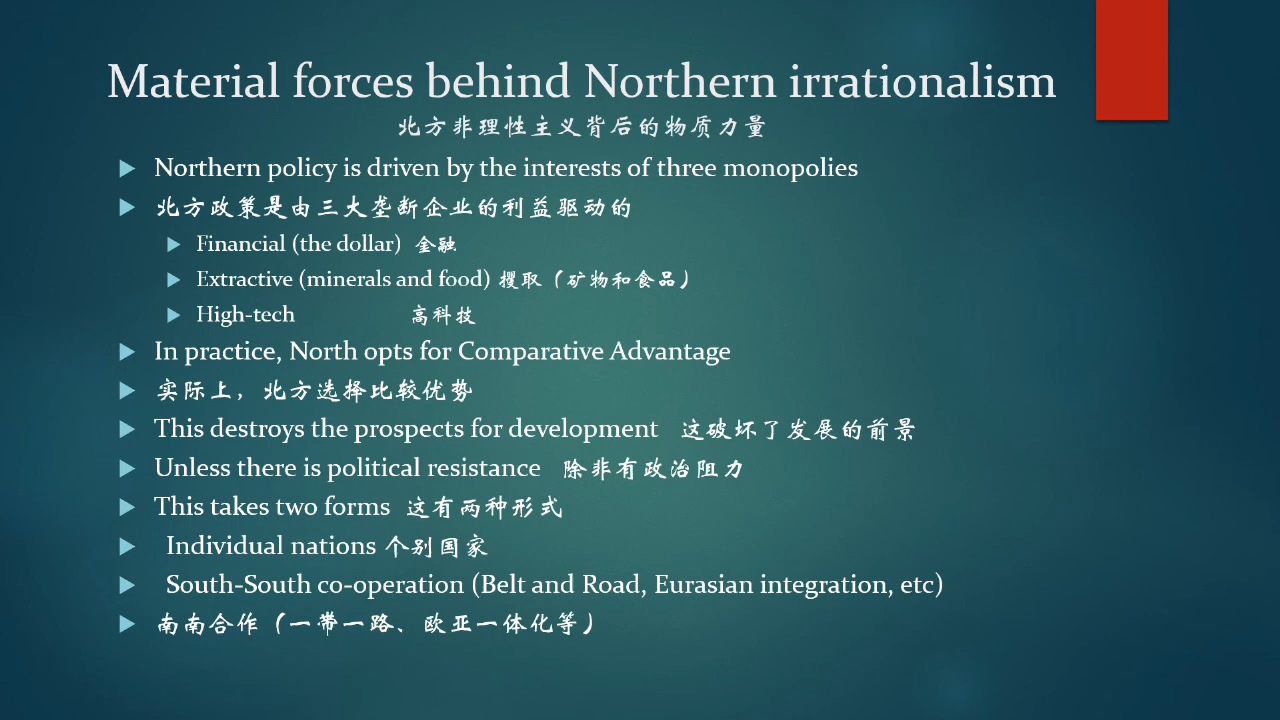 Material forces behind Northern irrationalism
北方非理性主义背后的物质力量
Northern policy is driven by the interests of three monopolies
北方政策是由三大垄断企业的利益驱动的
Financial (the dollar) 金融
Extractive (minerals and food) 攫取（矿物和食品）
High-tech 高科技
In practice, North opts for Comparative Advantage
实际上，北方选择比较优势
This destroys the prospects for development 这破坏了发展的前景
Unless there is political resistance 除非有政治阻力
This takes two forms 这有两种形式
Individual nations 个别国家
South-South co-operation (Belt and Road, Eurasian integration, etc)
南南合作（一带一路、欧亚一体化等）